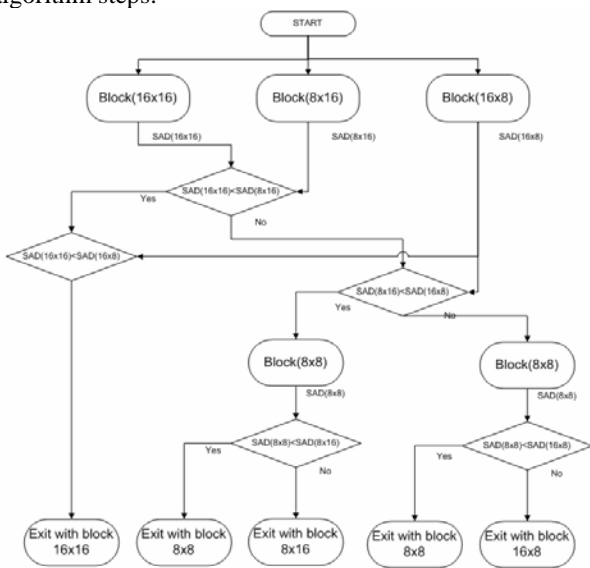 algorithm steps.
START
Block(16x16)
Block(8x16)
Block(16x8)
SAD(16x16)
SAD(8x16)
SAD(16x8)
SAD(16x16)<SAD(8x16)
Yes
No
SAD(16x16)<SAD(16x8)
SAD(8x16)<SAD(16x8)
Yes
No
Block(8x8)
Block(8x8)
SAD(8x8)
SAD(8x8)
SAD(8x8)<SAD(8x16)
SAD(8x8)<SAD(16x8)
Yes
No
Yes
No
Exit with block
16x16
Exit with block
8x8
Exit with block
8x16
Exit with block
8x8
Exit with block
16x8